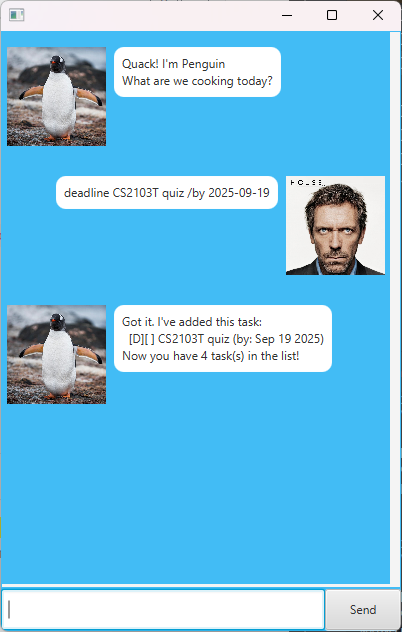 Quack! I'm Penguin
What are we cooking today?
HOUSE
deadline CS2103T quiz /by 2025-09-19
Got it. I've added this task:
[D][ ] CS2103T quiz (by: Sep 19 2025)
Now you have 4 task(s) in the list!
Send